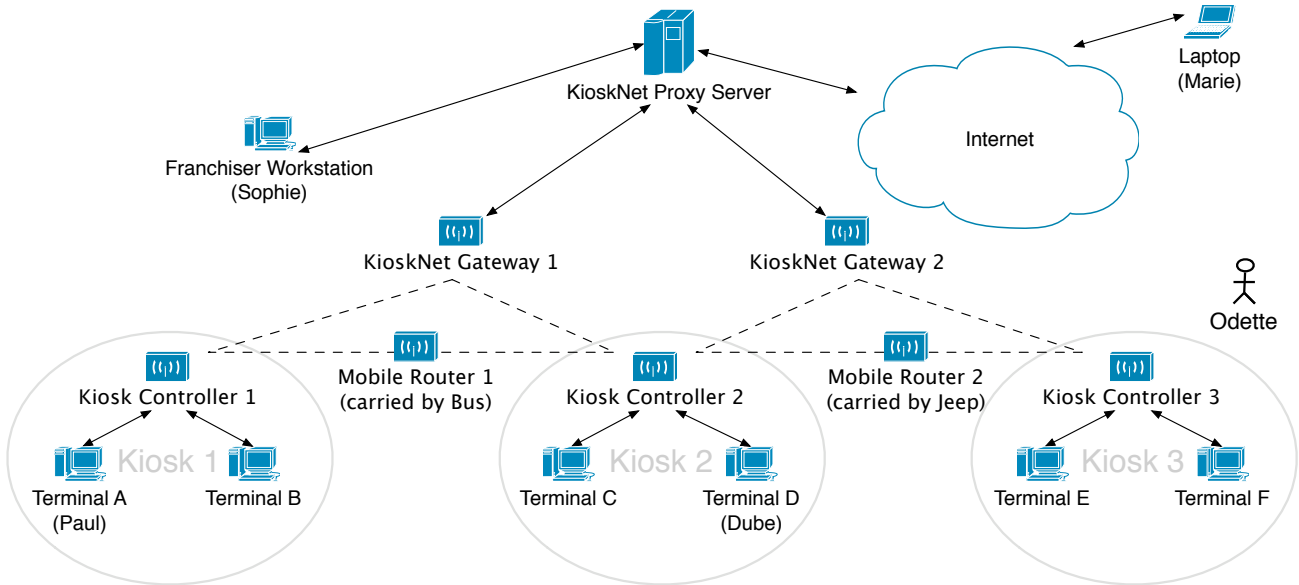 KioskNet Proxy Server
Laptop
(Marie)
Internet
Franchiser Workstation
(Sophie)
KioskNet Gateway 1
KioskNet Gateway 2
Odette
Mobile Router 1
(carried by Bus)
Mobile Router 2
(carried by Jeep)
Kiosk Controller 1
Kiosk Controller 2
Kiosk Controller 3
Kiosk 1
Kiosk 2
Kiosk 3
Terminal A
(Paul)
Terminal B
Terminal C
Terminal D
(Dube)
Terminal E
Terminal F